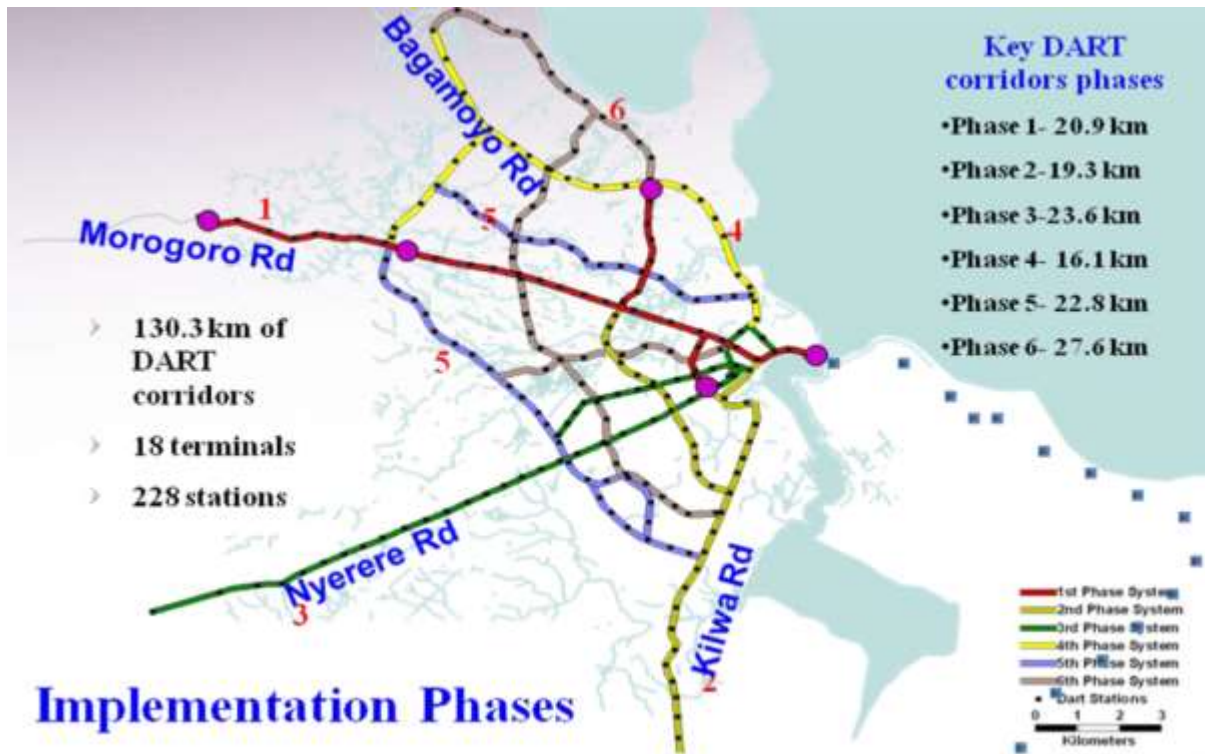 Key DART
corridors phases
•Phase 1- 20.9 km
•Phase 2-19.3 km
•Phase 3-23.6 km
•Phase 4- 16.1 km
•Phase 5- 22.8 km
•Phase 6- 27.6 km
Bagamoyo Rd
6
1
5
4
Morogoro Rd
130.3 km of
DART
corridors
18 terminals
228 stations
5
Nyerere Rd
3
Kilwa Rd
2
1st Phase System
2nd Phase System
3rd Phase System
4th Phase System
5th Phase System
6th Phase System
Dart Stations
0 1 2 3
Kilometers
Implementation Phases